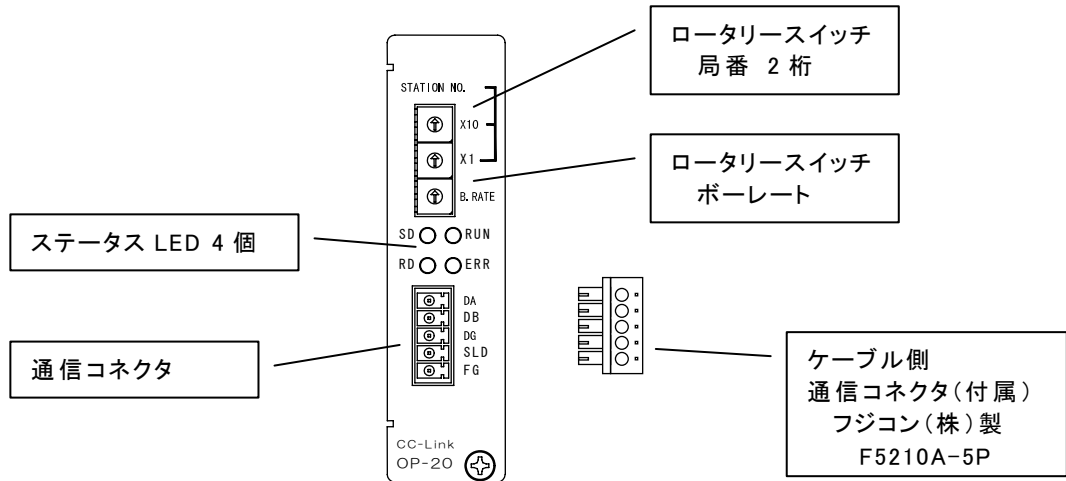 ロータリースイッチ
局番 2桁
ロータリースイッチ
ボーレート
ステータス LED 4個
通信コネクタ
STATION NO.
X10
X1
B.RATE
SD RUN
RD ERR
DA
DB
DG
SLD
FG
CC-Link
OP-20
ケーブル側
通信コネクタ(付属)
フジコン(株)製
F5210A-5P